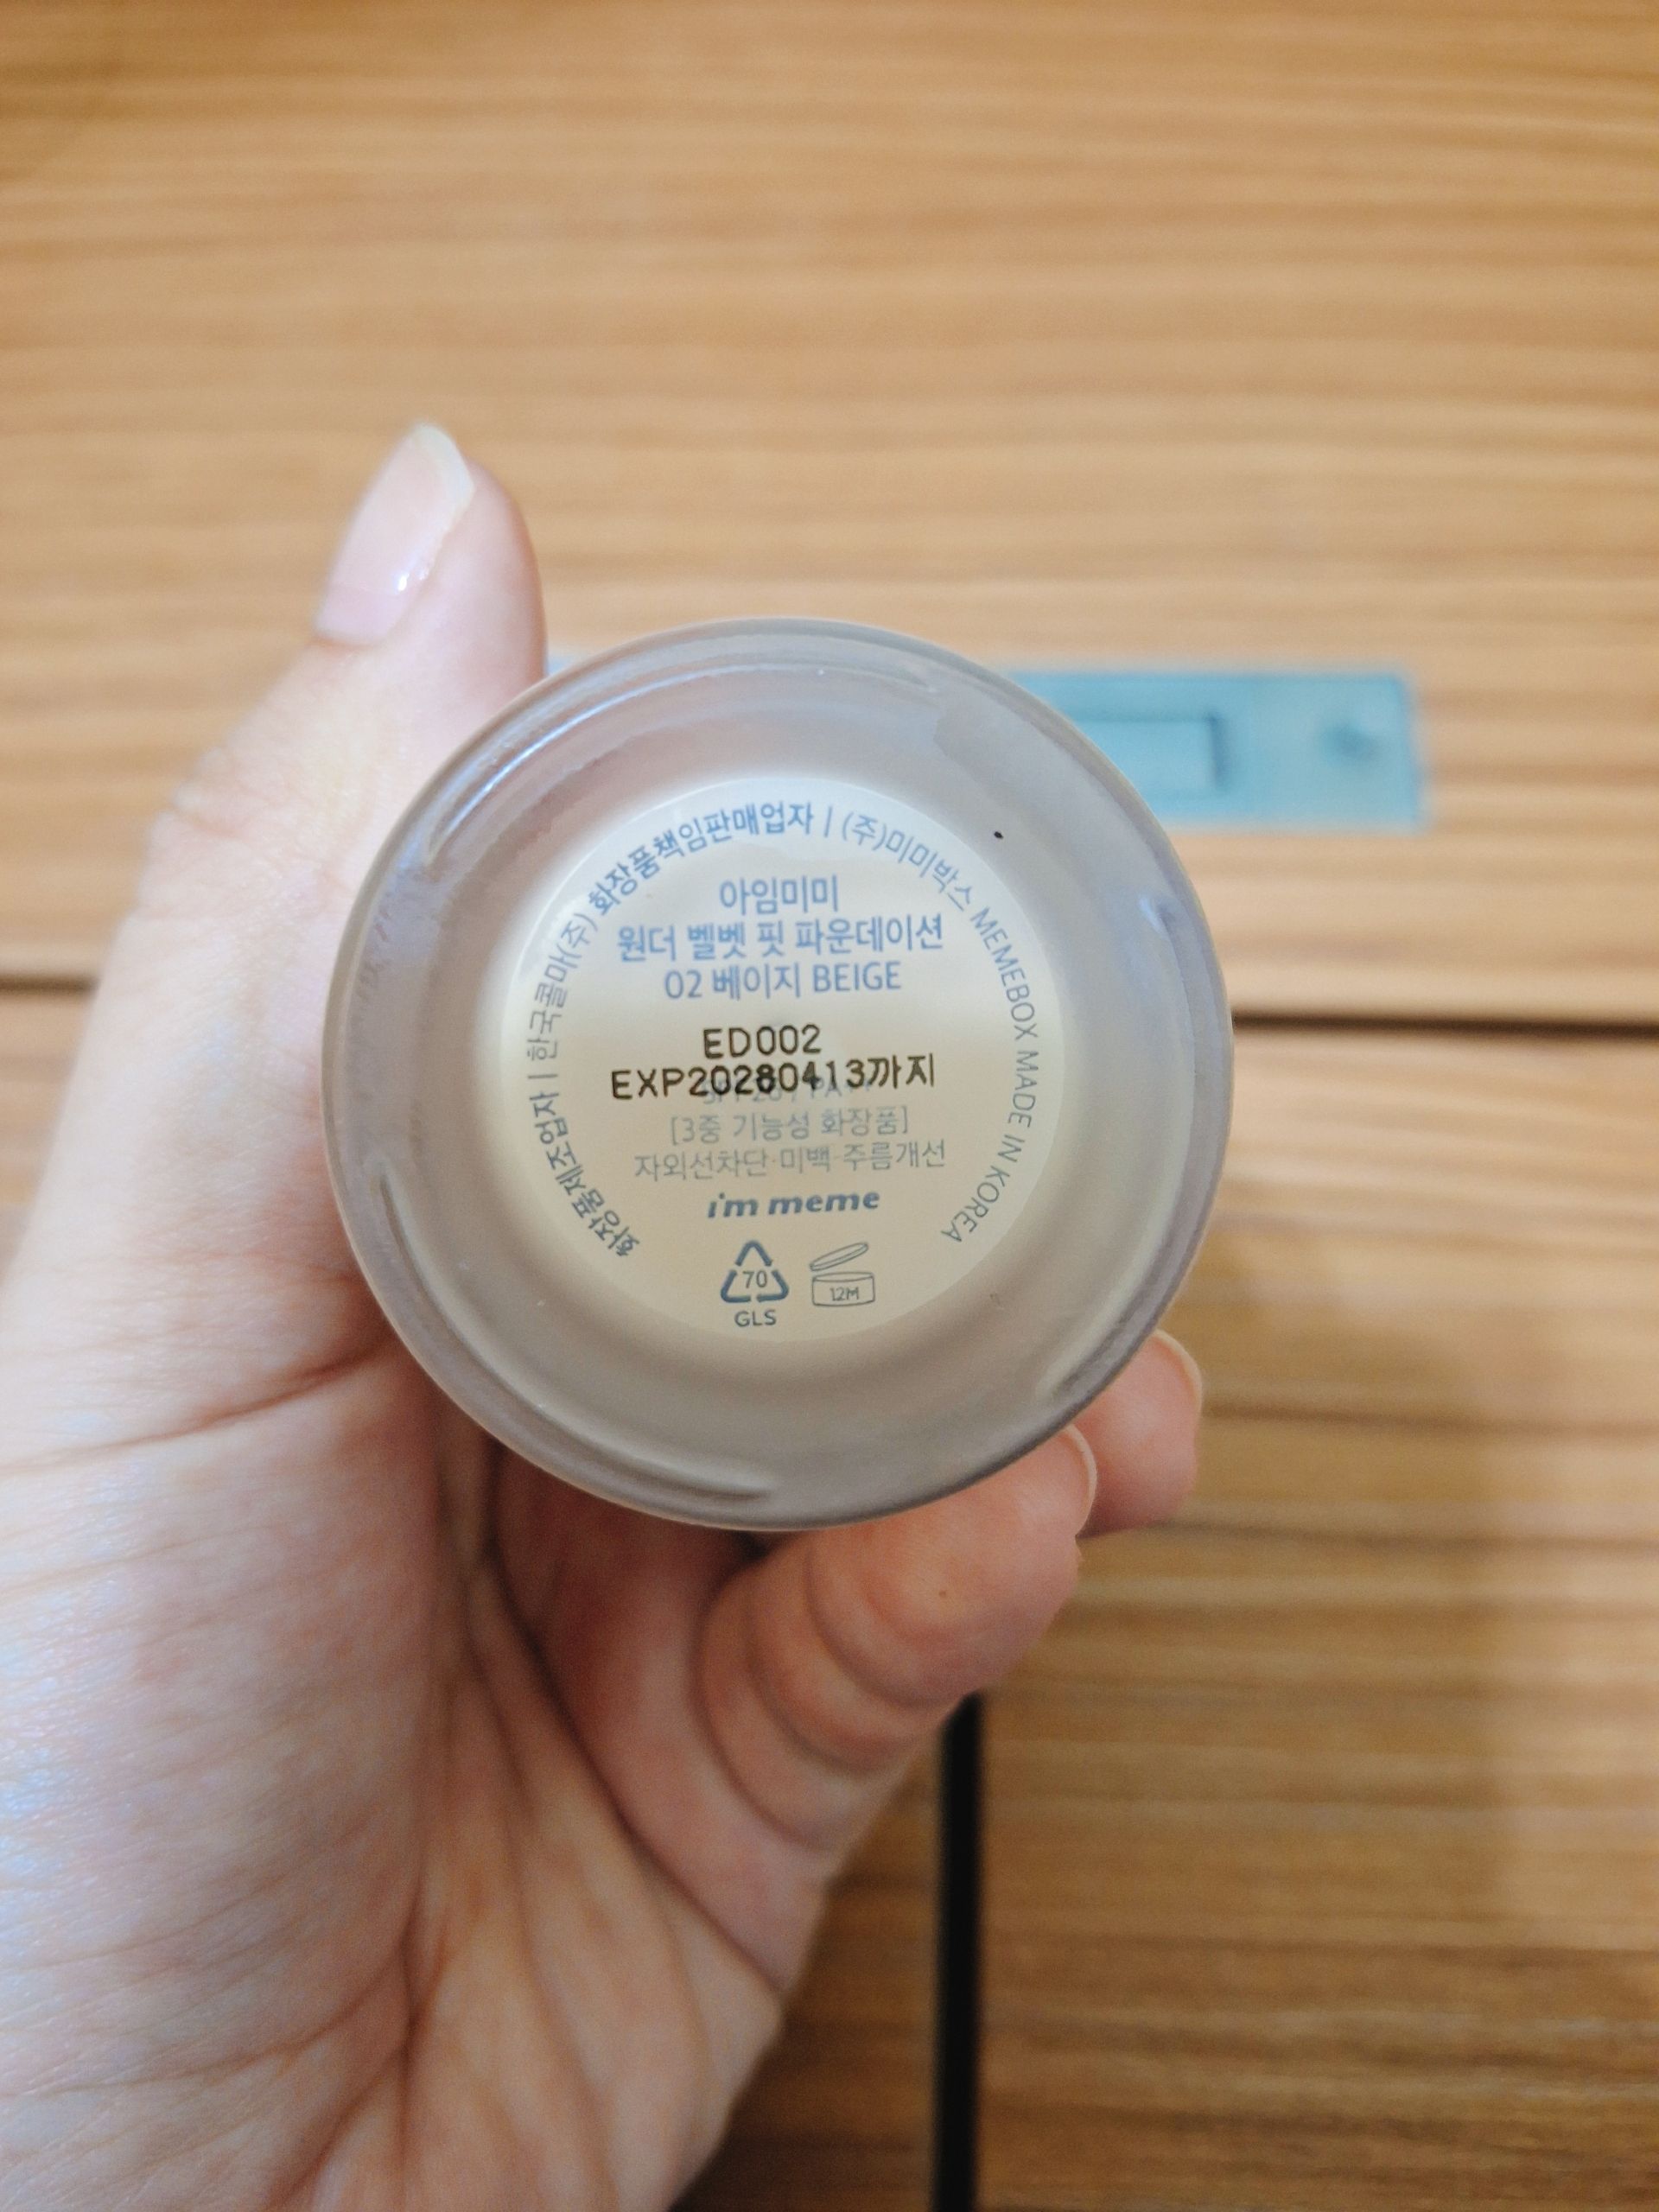 화장품제조업자 | 한국콜마(주) 화장품책임판매업자 | (주)미미박스 MEMEBOX MADE IN KOREA
아임미미
원더 벨벳 핏 파운데이션
02 베이지 BEIGE
ED002
EXP20280413까지
[3중 기능성 화장품]
자외선차단·미백·주름개선
i'm meme
70
GLS
12M